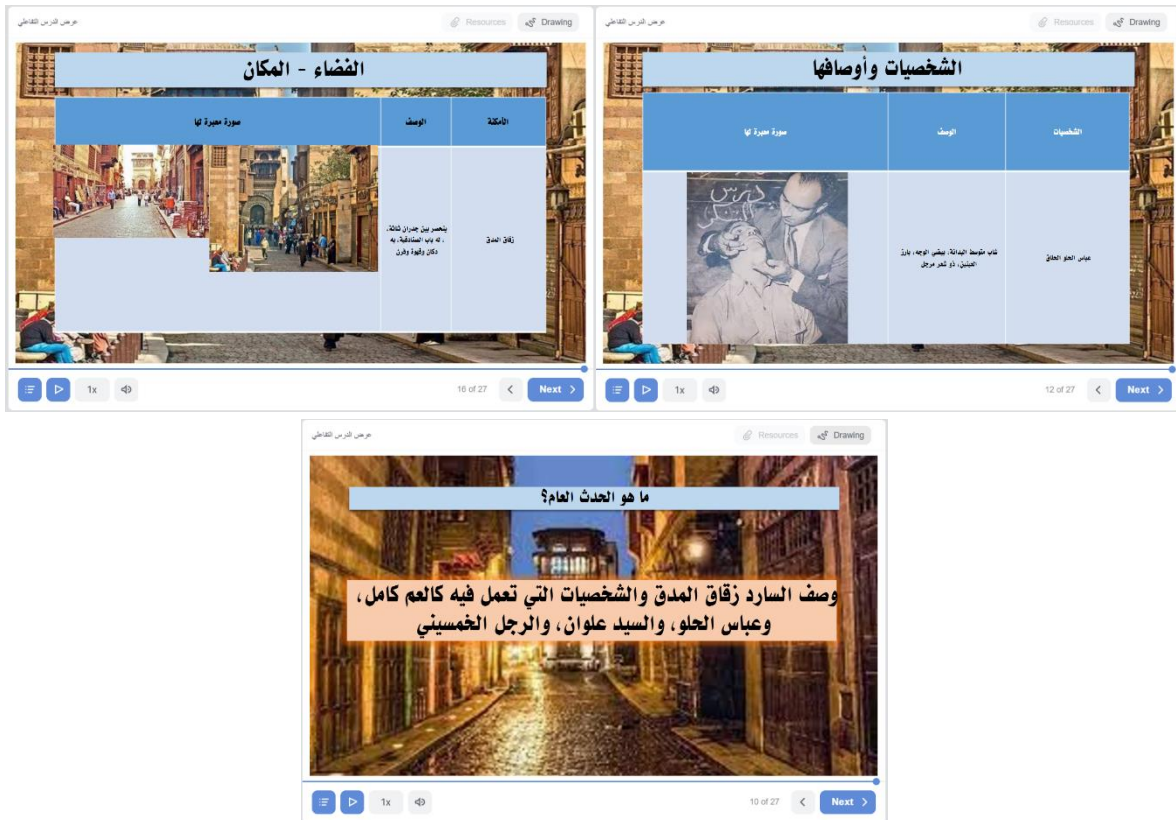 عرض الدرس التفاعلي
Resources
Drawing
الفضاء - المكان
الأمكنة
الوصف
صورة معبرة لها
زقاق المدق
ينحصر بين جدران ثلاثة،
، له باب الصنادقية، به
دكان وقهوة وفرن
1x
16 of 27
Next
عرض الدرس التفاعلي
Resources
Drawing
الشخصيات وأوصافها
الشخصيات
الوصف
صورة معبرة لها
عباس الحلو الحلاق
شاب متوسط البدانة، بيضي الوجه، بارز
العينين، ذو شعر مرجل
درس
1x
12 of 27
Next
عرض الدرس التفاعلي
Resources
Drawing
ما هو الحدث العام؟
وصف السارد زقاق المدق والشخصيات التي تعمل فيه كالعم كامل،
وعباس الحلو، والسيد علوان، والرجل الخمسيني
1x
10 of 27
Next